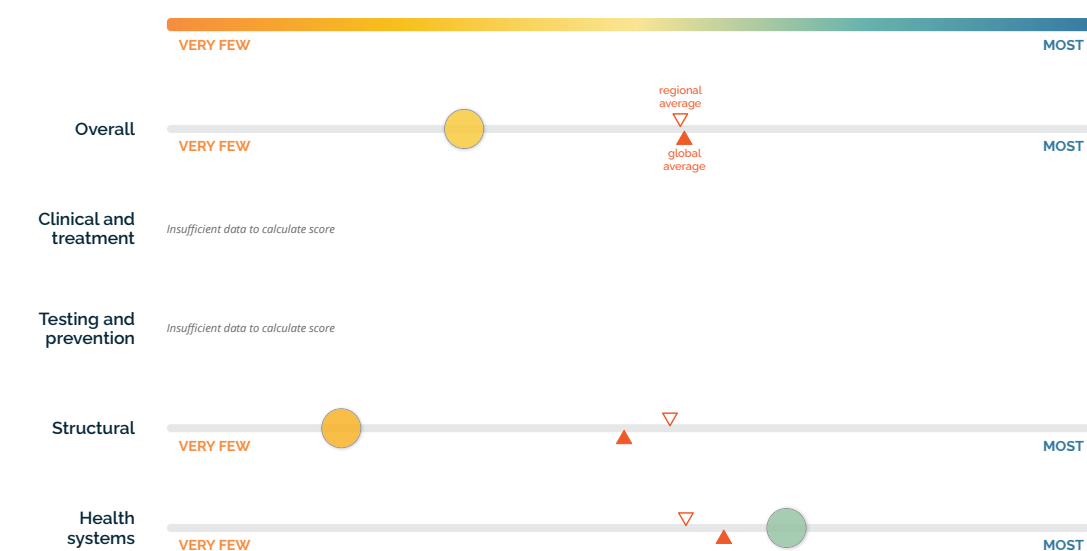 VERY FEW
MOST
regional
average
Overall
VERY FEW
MOST
global
average
Clinical and
treatment
Insufficient data to calculate score
Testing and
prevention
Insufficient data to calculate score
Structural
VERY FEW
MOST
Health
systems
VERY FEW
MOST